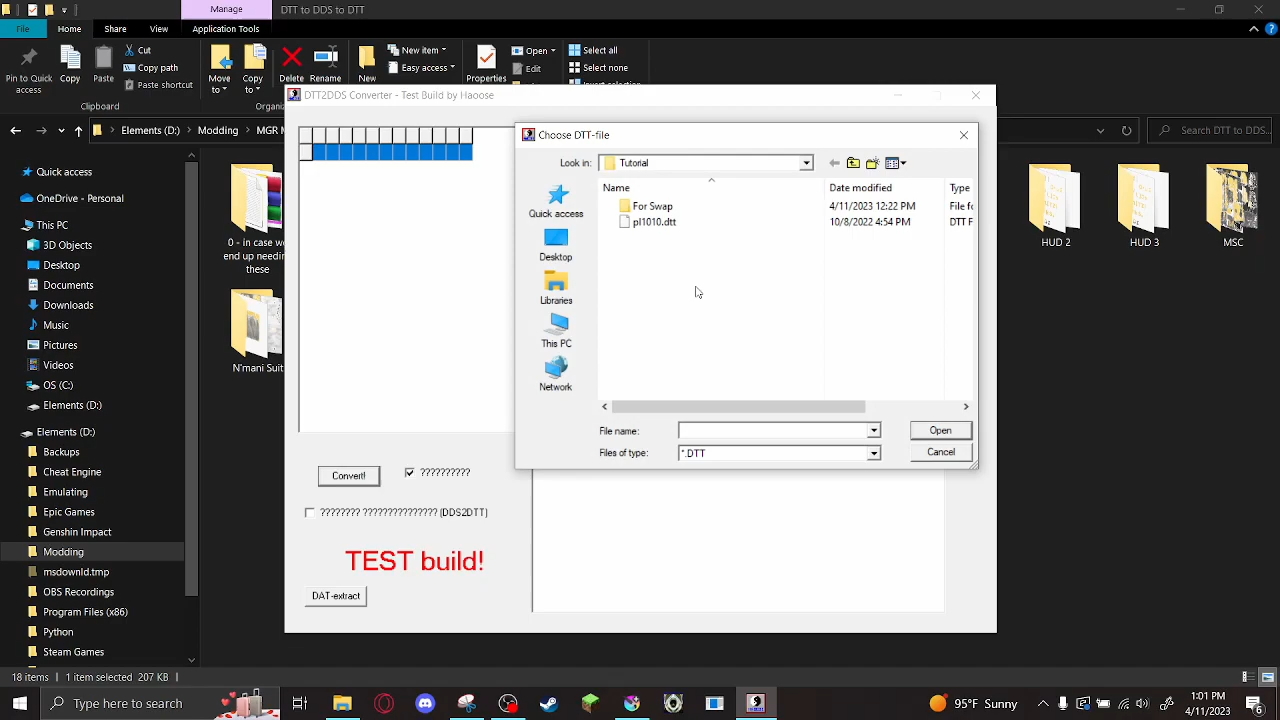 Manage
DTT to DDS to DTT
File
Home
Share
View
Application Tools
Pin to Quick access
Copy
Paste
Cut
Copy path
Paste shortcut
Move to
Copy to
Delete
Rename
New
New item
Easy access
Properties
Open
Edit
Select all
Select none
Clipboard
Organi
Elements (D:)
Modding
MGR M
Search DTT to DDS...
Quick access
OneDrive - Personal
This PC
3D Objects
Desktop
Documents
Downloads
Music
Pictures
Videos
OS (C:)
Elements (D:)
Elements (D:)
Backups
Cheat Engine
Emulating
Epic Games
Genshin Impact
Modding
msdownld.tmp
OBS Recordings
Program Files (x86)
Python
Steam Games
0 - in case we
end up needin
these
N'mani Suit
HUD 2
HUD 3
MSC
DTT2DDS Converter - Test Build by Haoose
Convert!
??????????
???????? ??????????????? (DDS2DTT)
TEST build!
DAT-extract
Choose DTT-file
Look in:
Tutorial
Quick access
Desktop
Libraries
This PC
Network
Name
Date modified
Type
For Swap
4/11/2023 12:22 PM
File fo
pl1010.dtt
10/8/2022 4:54 PM
DTT F
File name:
Open
Files of type:
*.DTT
Cancel
18 items
1 item selected 207 KB
Type here to search
95°F Sunny
1:01 PM
4/11/2023